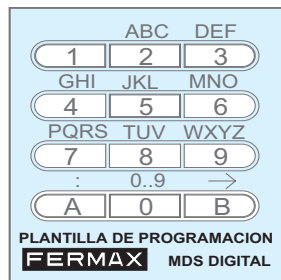 ABC DEF
1 2 3
GHI JKL MNO
4 5 6
PQRS TUV WXYZ
7 8 9
: 0..9 →
A 0 B
PLANTILLA DE PROGRAMACION
FERMAX MDS DIGITAL